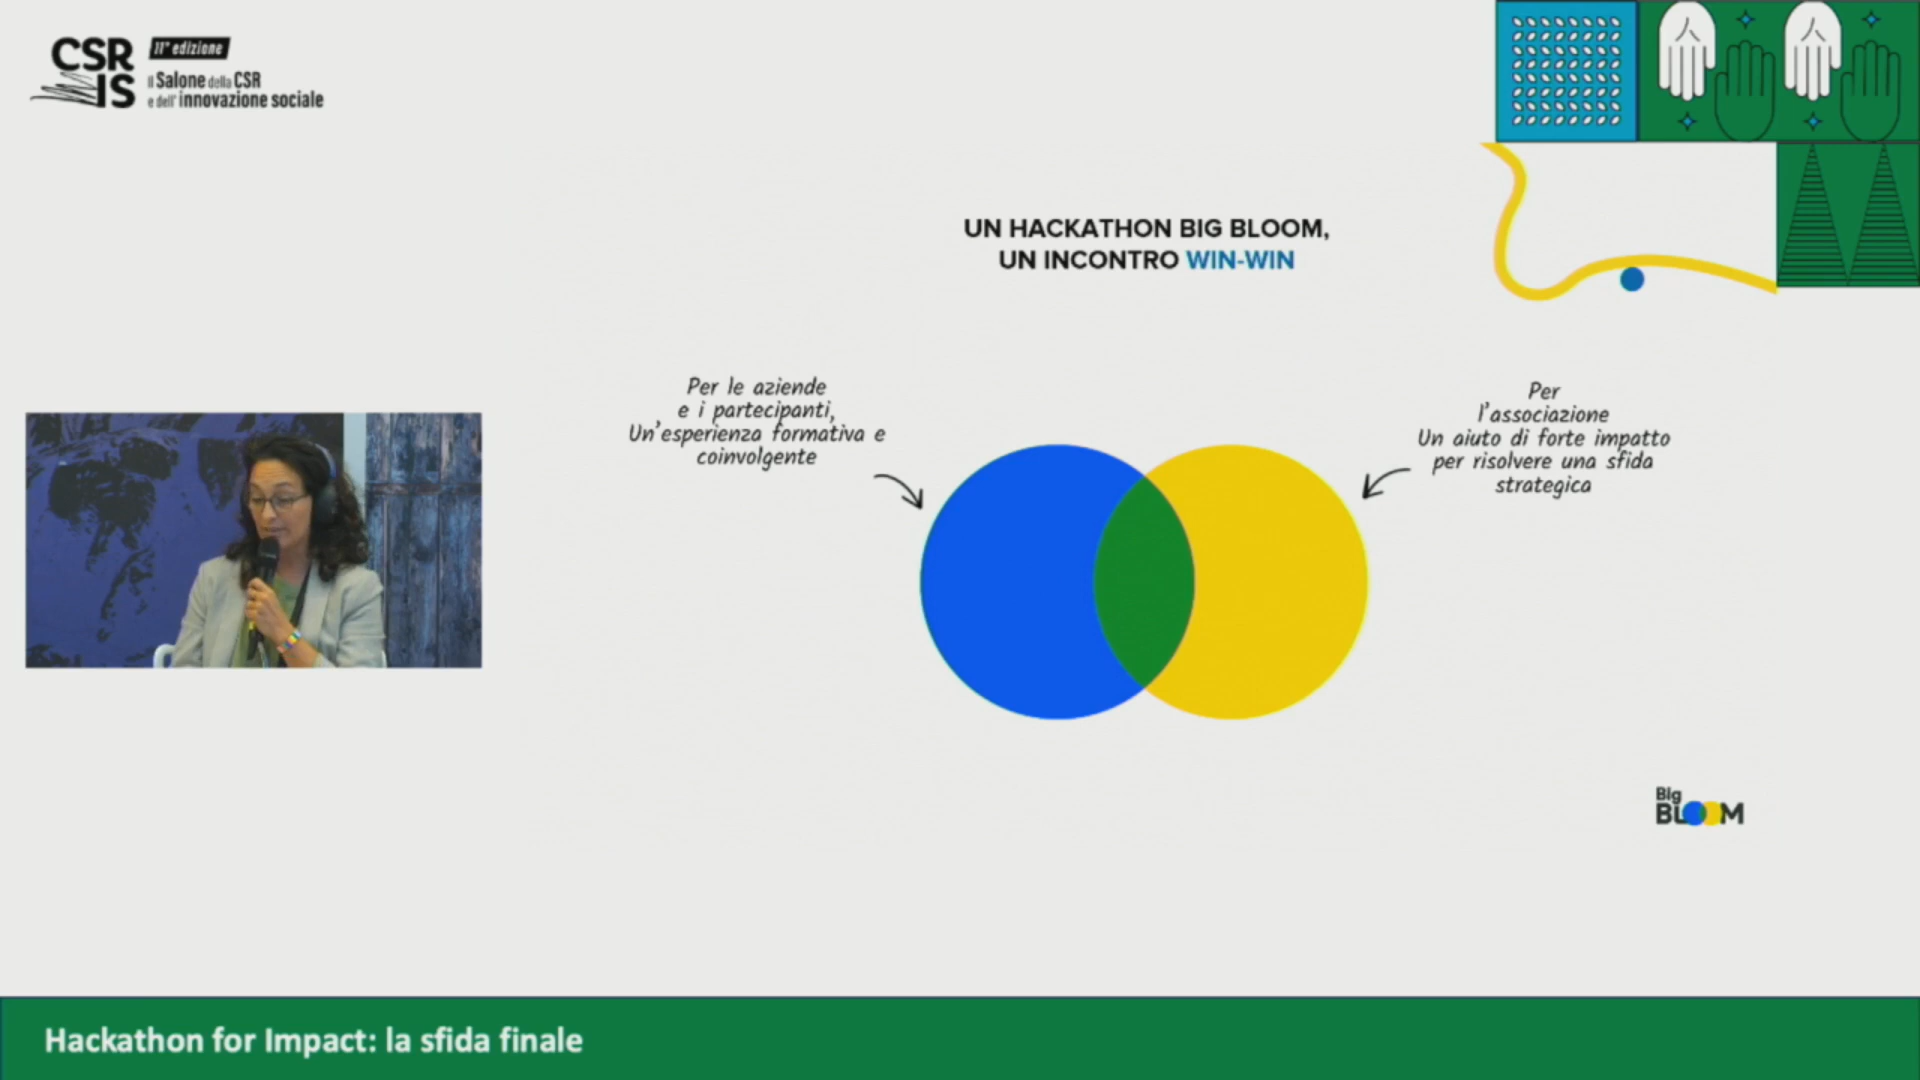 CSR
IS
11ª edizione
il Salone della CSR
e dell'innovazione sociale
UN HACKATHON BIG BLOOM,
UN INCONTRO WIN-WIN
Per le aziende
e i partecipanti,
Un'esperienza formativa e
coinvolgente
Per
l'associazione
Un aiuto di forte impatto
per risolvere una sfida
strategica
Big
BLOOM
Hackathon for Impact: la sfida finale